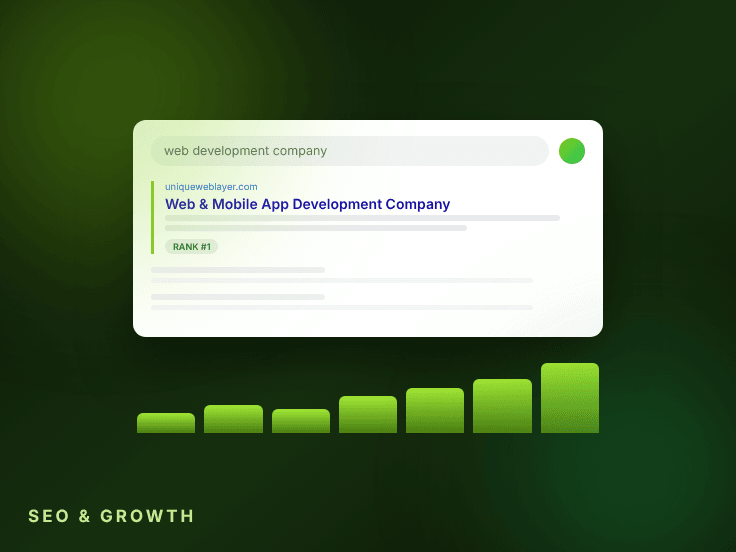 web development company
uniqueweblayer.com
Web & Mobile App Development Company
RANK #1
SEO & GROWTH